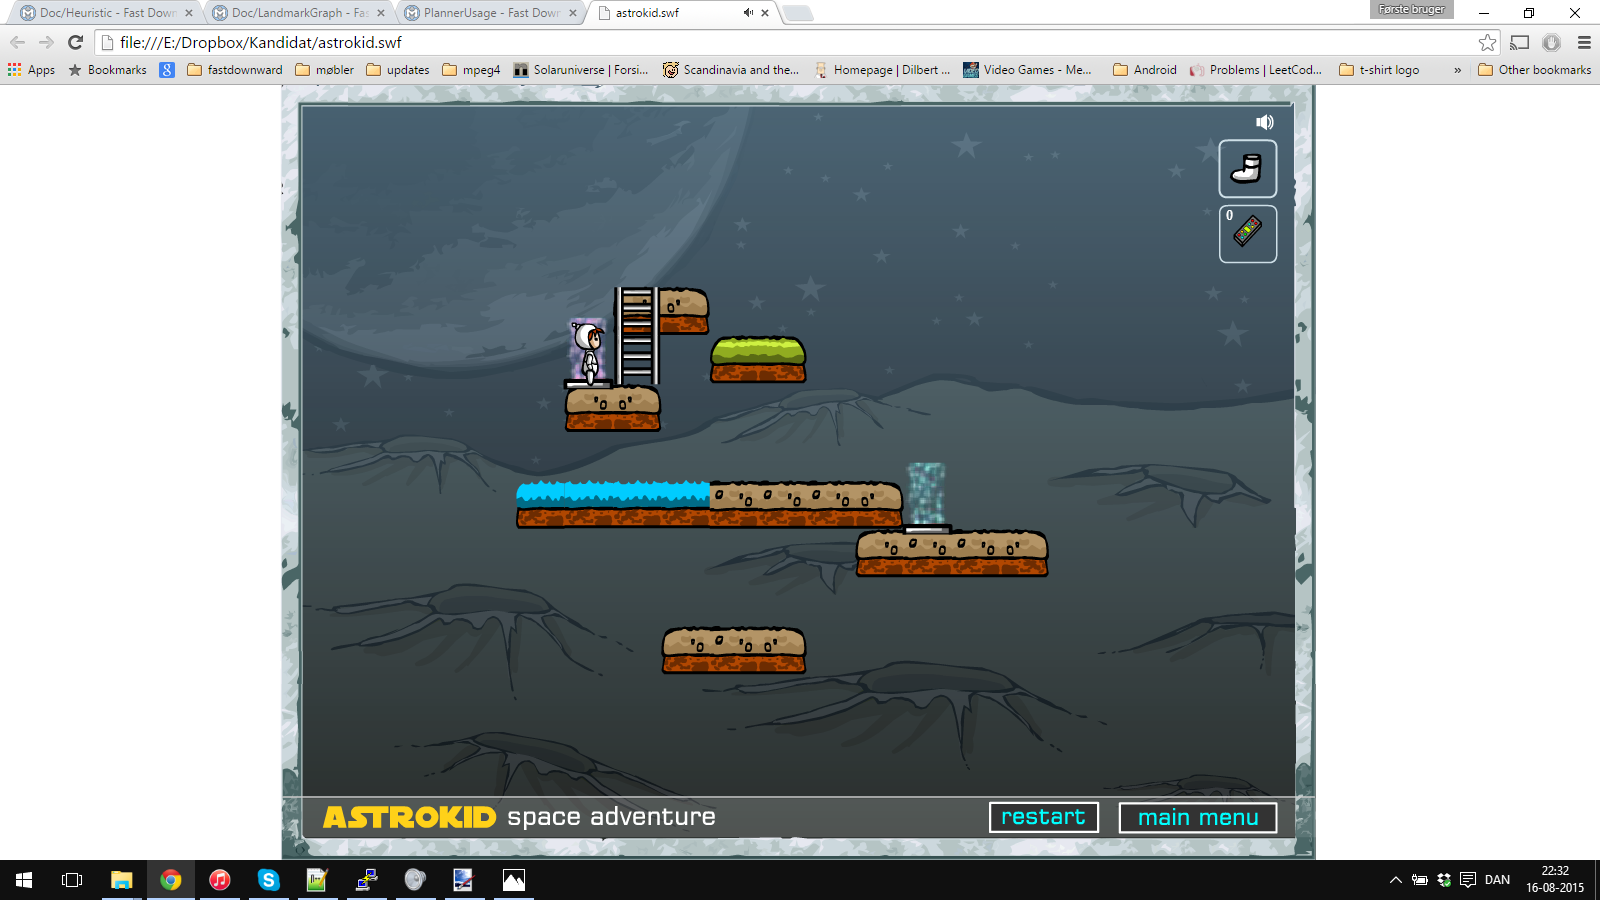 Doc/Heuristic - Fast Down
Doc/LandmarkGraph - Fas
PlannerUsage - Fast Down
astrokid.swf
Første bruger
file:///E:/Dropbox/Kandidat/astrokid.swf
Apps
Bookmarks
fastdownward
møbler
updates
mpeg4
Solaruniverse | Forsi...
Scandinavia and the...
Homepage | Dilbert ...
Video Games - Me...
Android
Problems | LeetCod...
t-shirt logo
»
Other bookmarks
0
ASTROKID space adventure
restart
main menu
DAN
22:32
16-08-2015